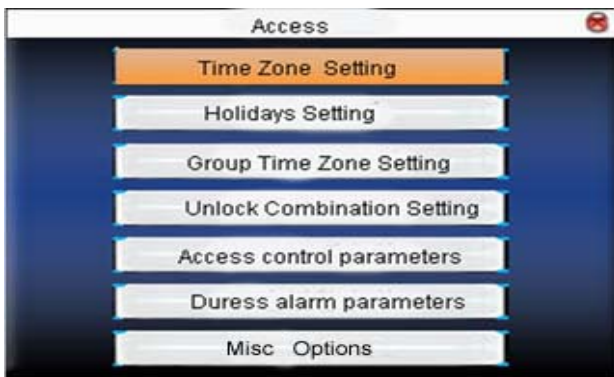 Access
Time Zone Setting
Holidays Setting
Group Time Zone Setting
Unlock Combination Setting
Access control parameters
Duress alarm parameters
Misc Options